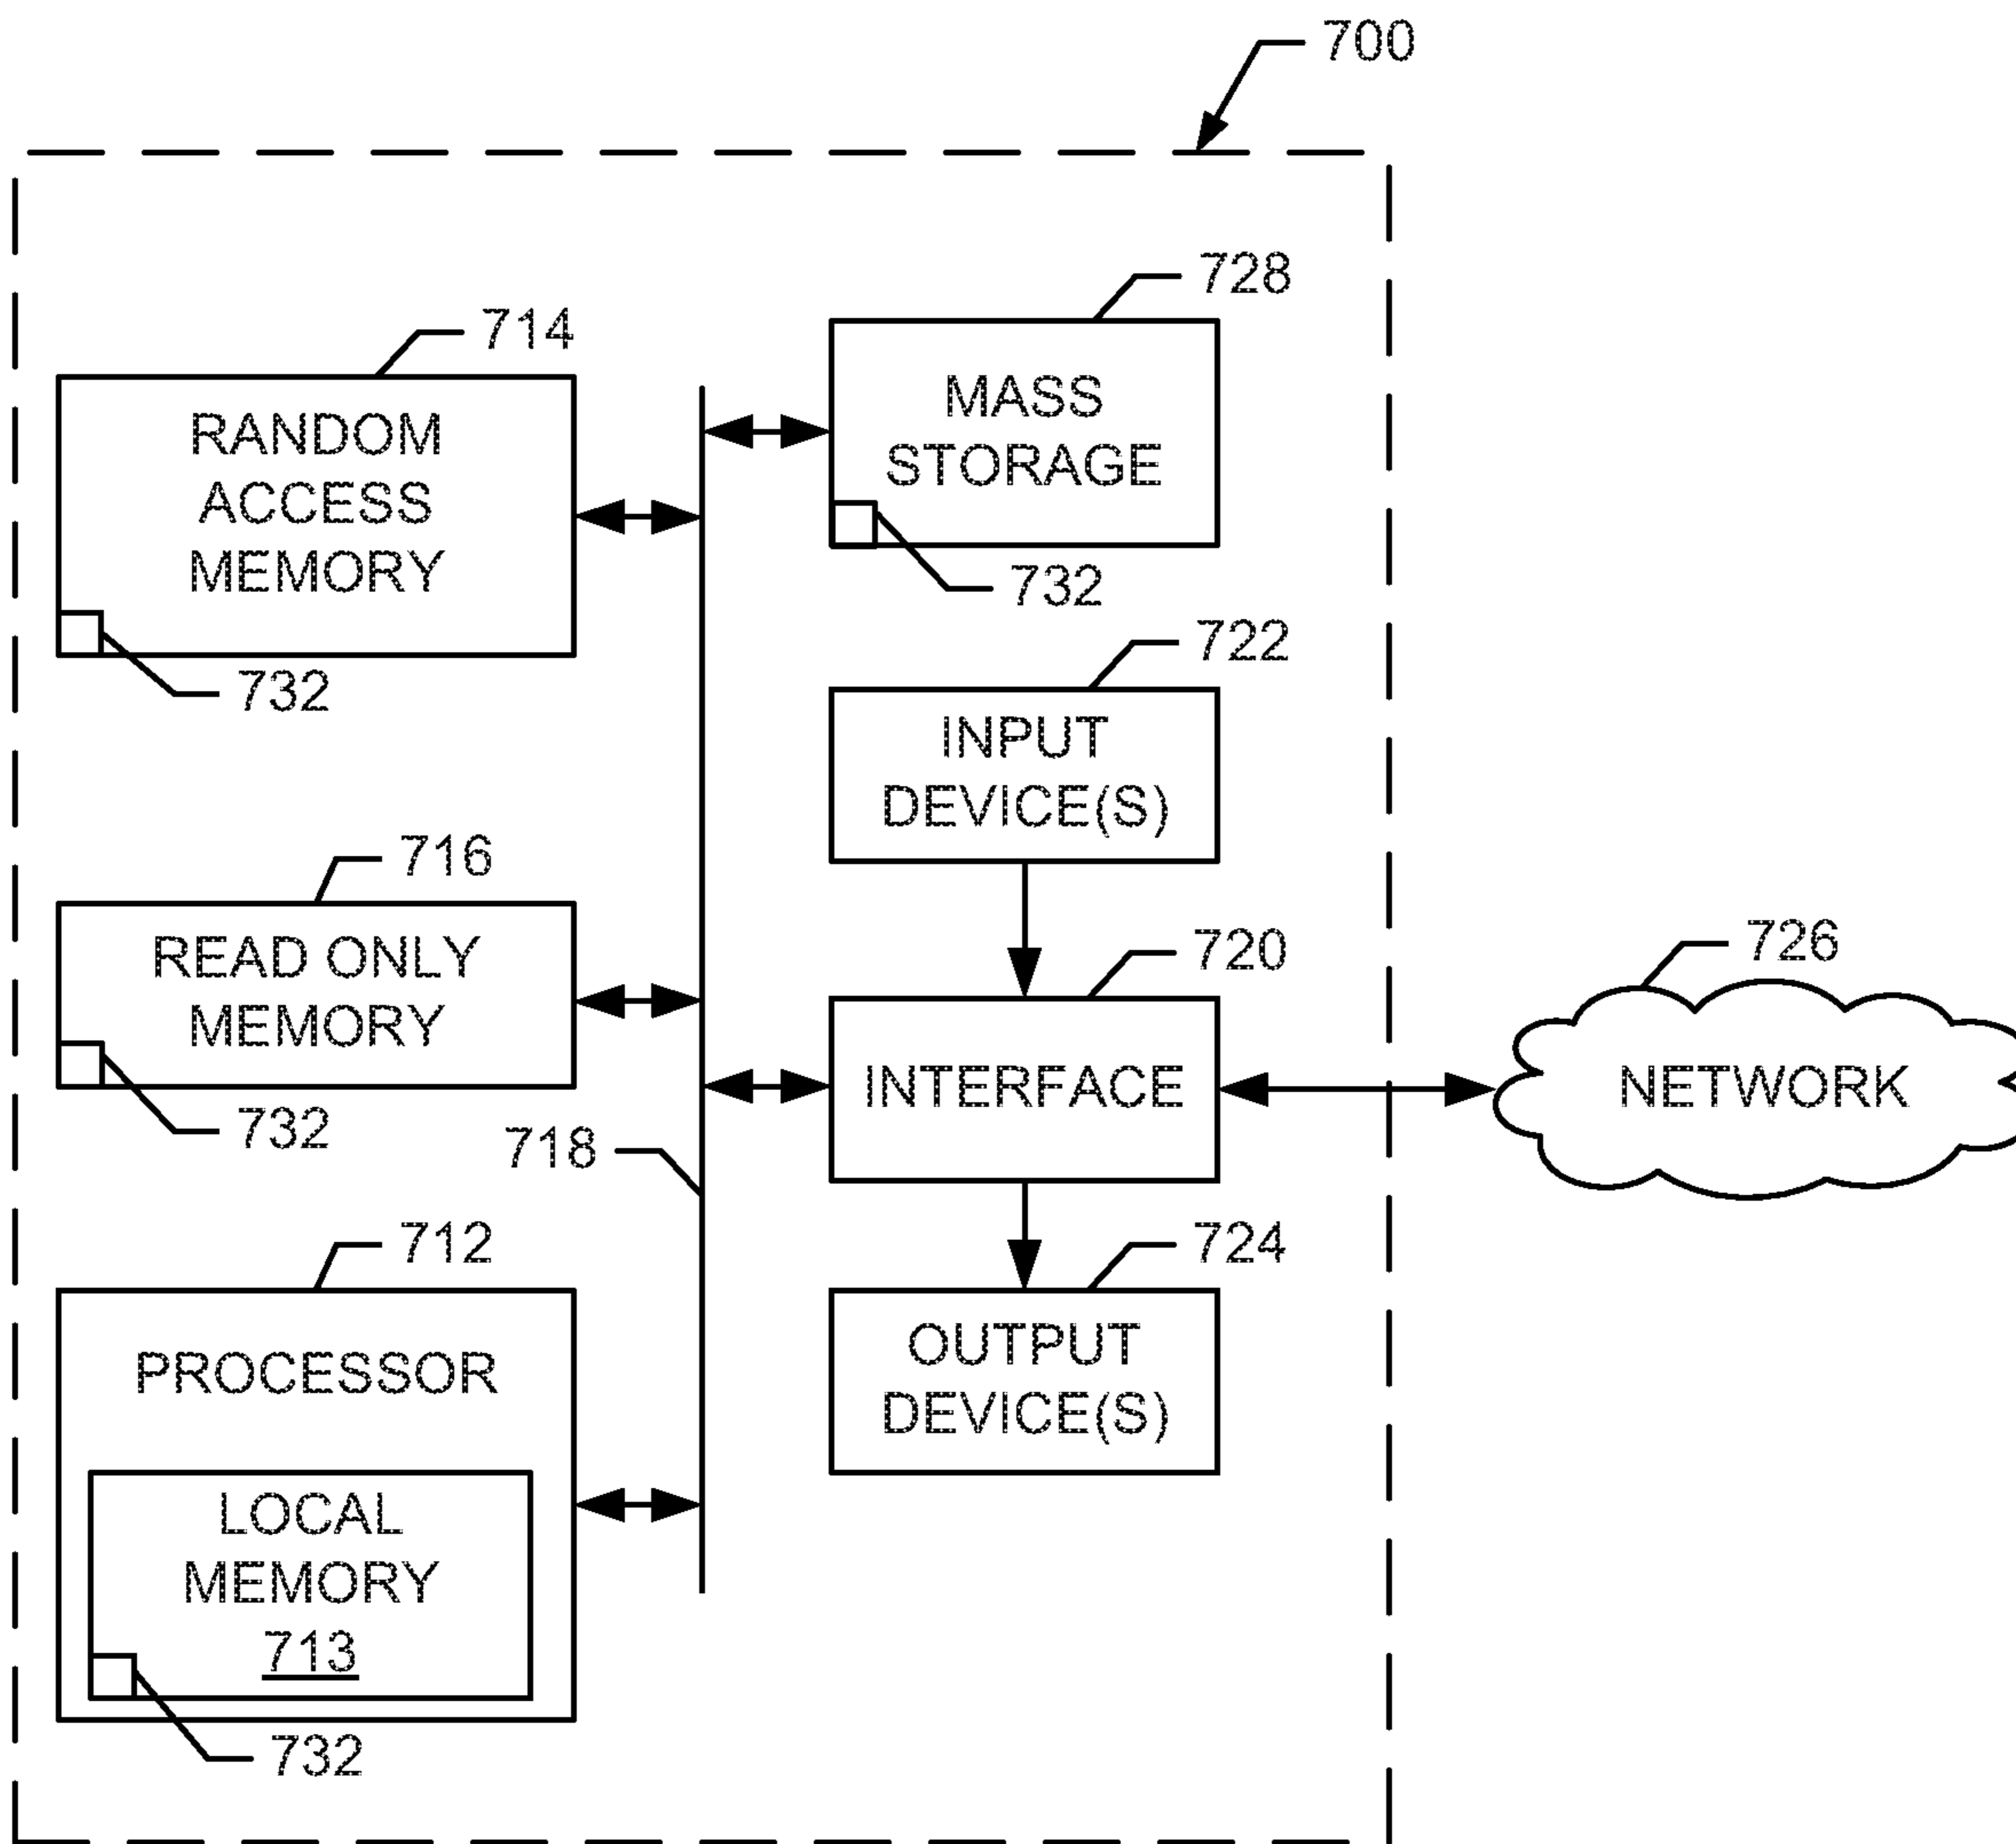 700
728
714
MASS
STORAGE
RANDOM
ACCESS
MEMORY
732
732
722
INPUT
DEVICE(S)
716
READ ONLY
MEMORY
720
726
INTERFACE
NETWORK
732
718
712
724
PROCESSOR
OUTPUT
DEVICE(S)
LOCAL
MEMORY
713
732